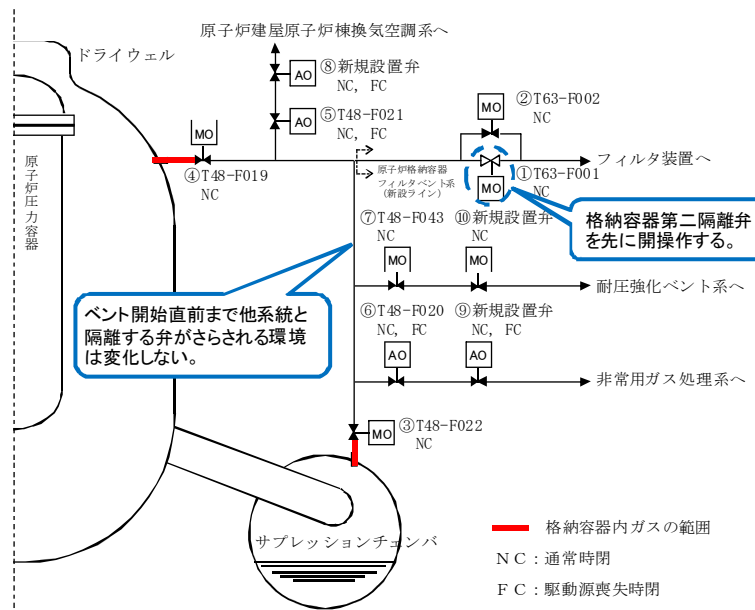 原子炉建屋原子炉棟換気空調系へ
ドライウェル
⑧新規設置弁
AO
NC, FC
②T63-F002
MO
NC
⑤T48-F021
AO
NC, FC
MO
④T48-F019
NC
原子炉格納容器
フィルタベント系
(新設ライン)
フィルタ装置へ
①T63-F001
MO
NC
原子炉圧力容器
格納容器第二隔離弁
を先に開操作する。
⑦T48-F043
NC
⑩新規設置弁
NC
MO
MO
耐圧強化ベント系へ
ベント開始直前まで他系統と
隔離する弁がさらされる環境
は変化しない。
⑥T48-F020
NC, FC
⑨新規設置弁
NC, FC
AO
AO
非常用ガス処理系へ
③T48-F022
MO
NC
サプレッションチェンバ
格納容器内ガスの範囲
NC:通常時閉
FC:駆動源喪失時閉